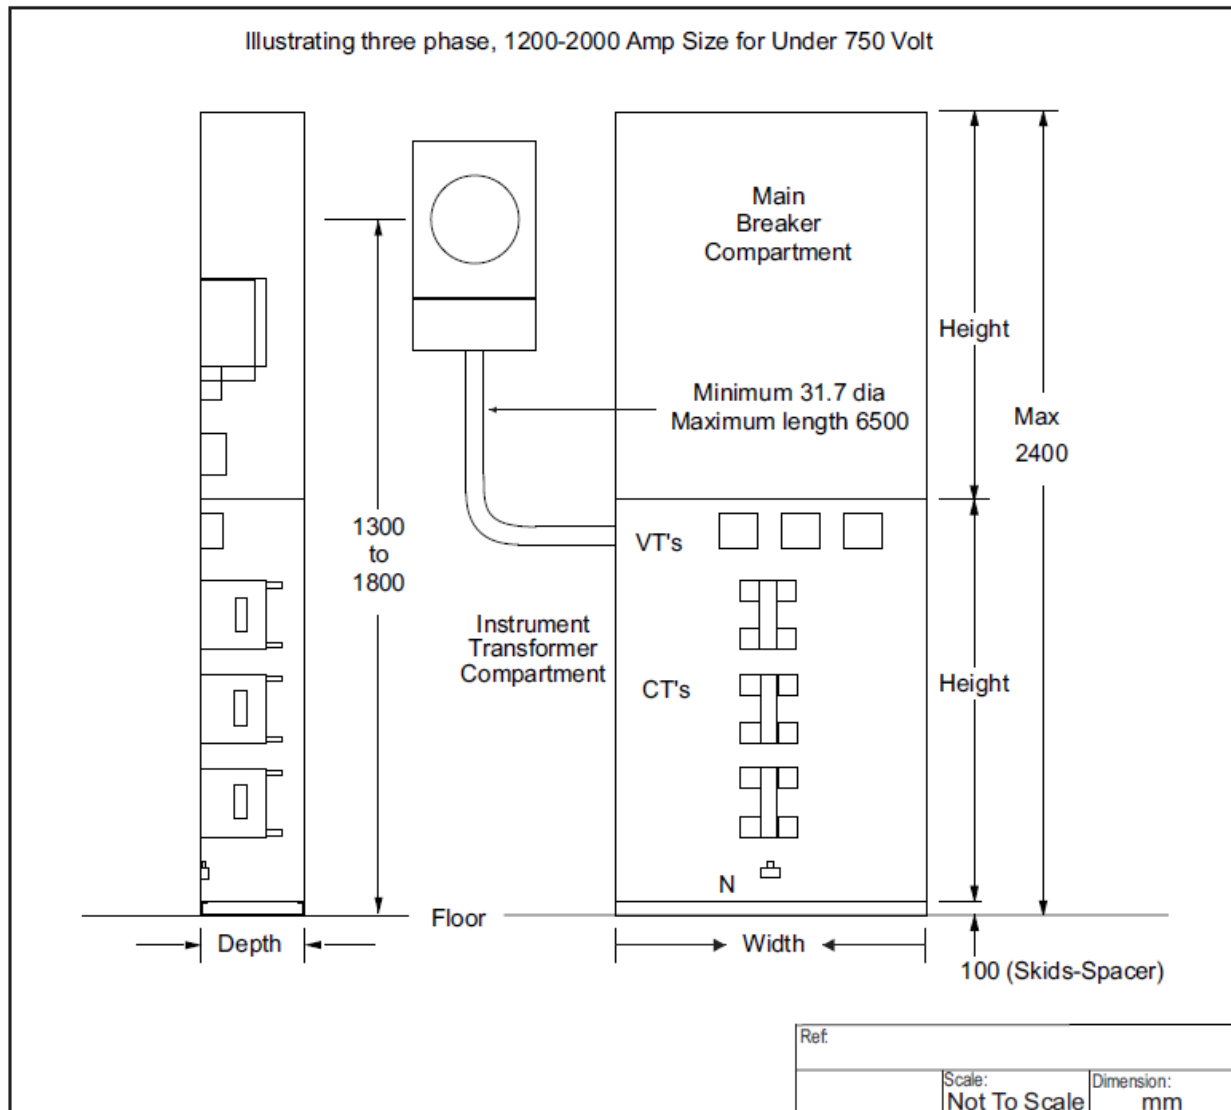 Illustrating three phase, 1200-2000 Amp Size for Under 750 Volt
Main
Breaker
Compartment
Height
Minimum 31.7 dia
Maximum length 6500
Max
2400
1300
to
1800
VT's
Instrument
Transformer
Compartment
CT's
Height
N
Floor
Depth
Width
100 (Skids-Spacer)
Ref:
Scale:
Not To Scale
Dimension:
mm